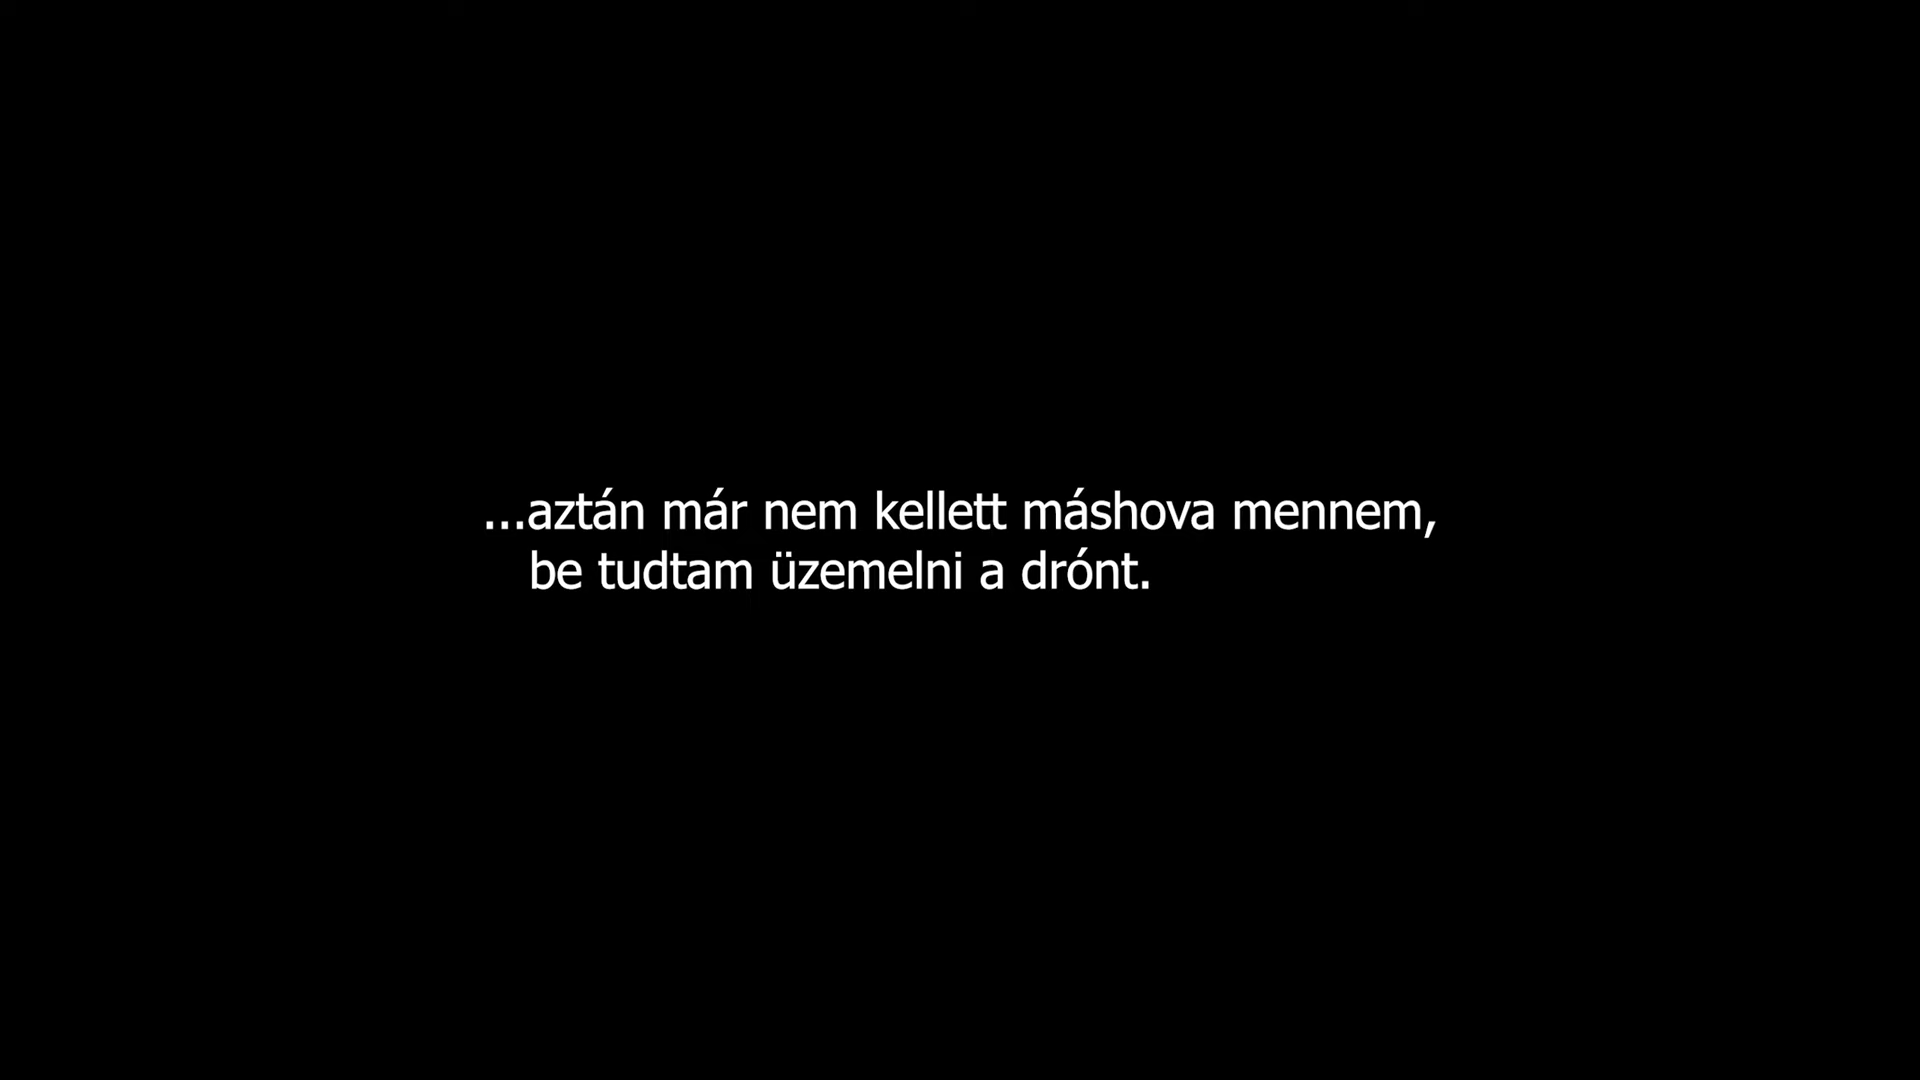 ...aztán már nem kellett máshova mennem,
be tudtam üzemelni a drónt.